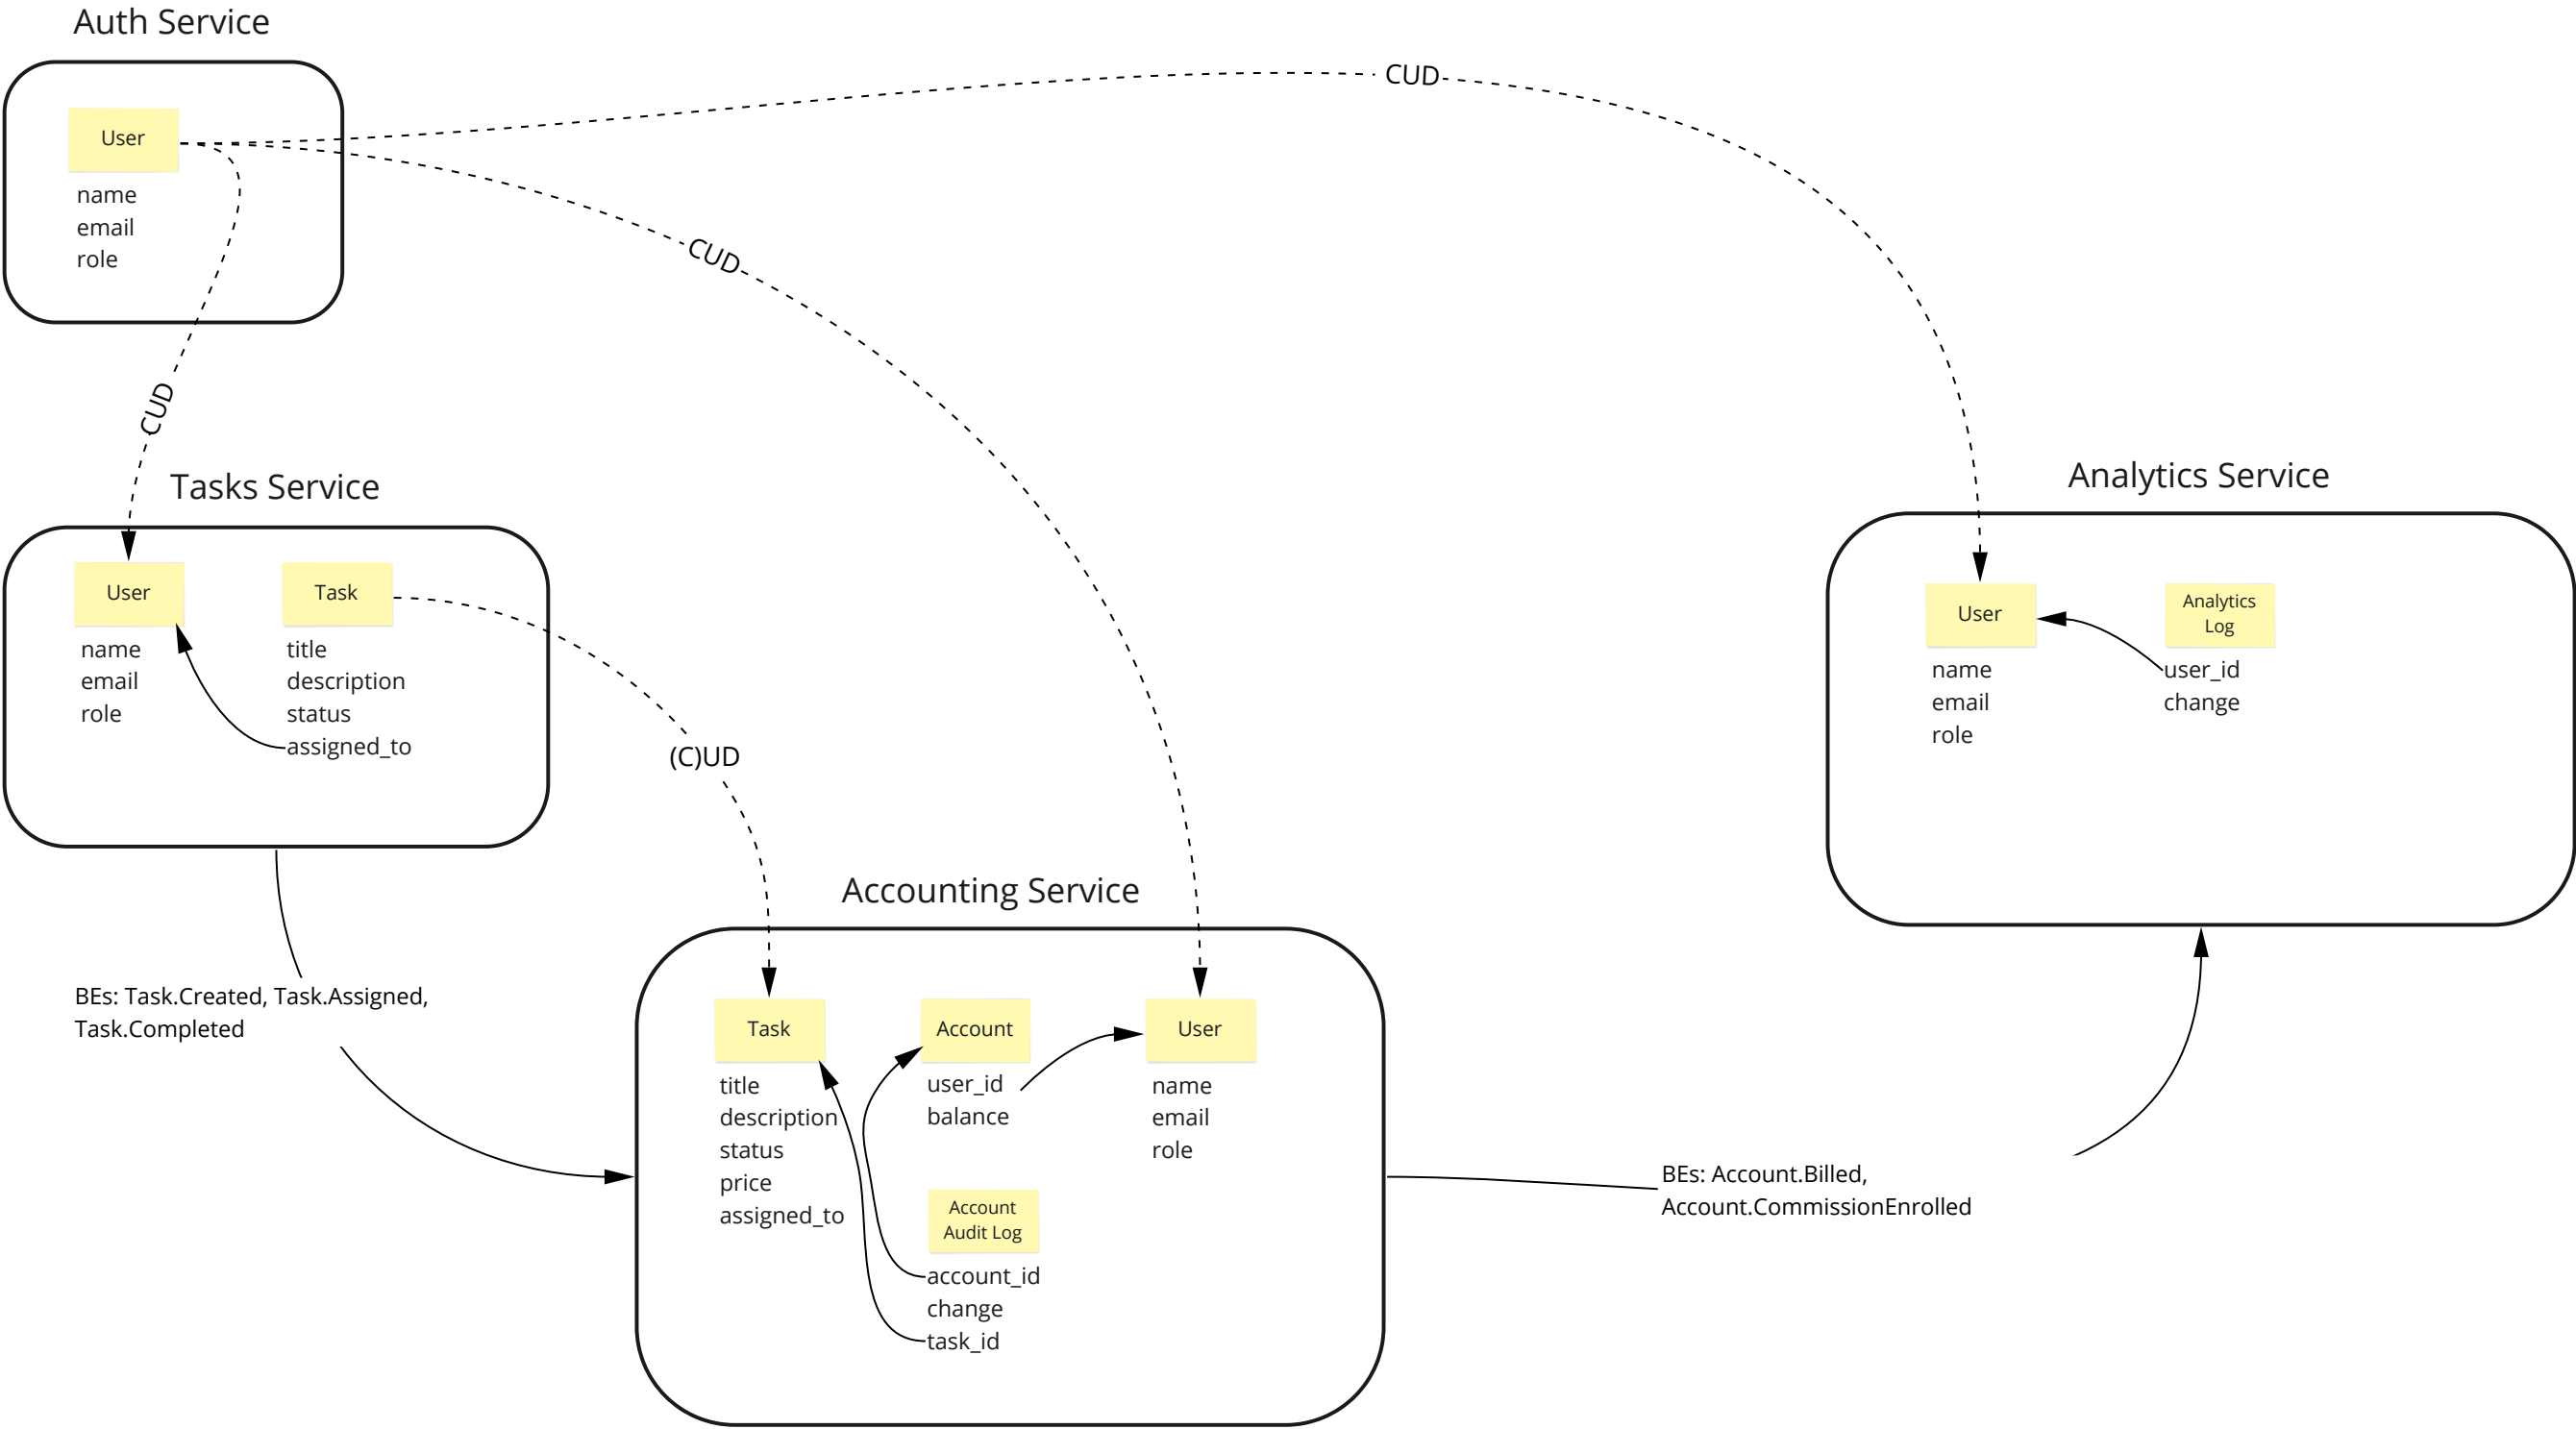 Auth Service
User
name
email
role
CUD
CUD
CUD
Tasks Service
User
name
email
role
Task
title
description
status
assigned_to
(C)UD
Analytics Service
User
name
email
role
Analytics
Log
user_id
change
BEs: Task.Created, Task.Assigned,
Task.Completed
Accounting Service
Task
title
description
status
price
assigned_to
Account
user_id
balance
Account
Audit Log
account_id
change
task_id
User
name
email
role
BEs: Account.Billed,
Account.CommissionEnrolled